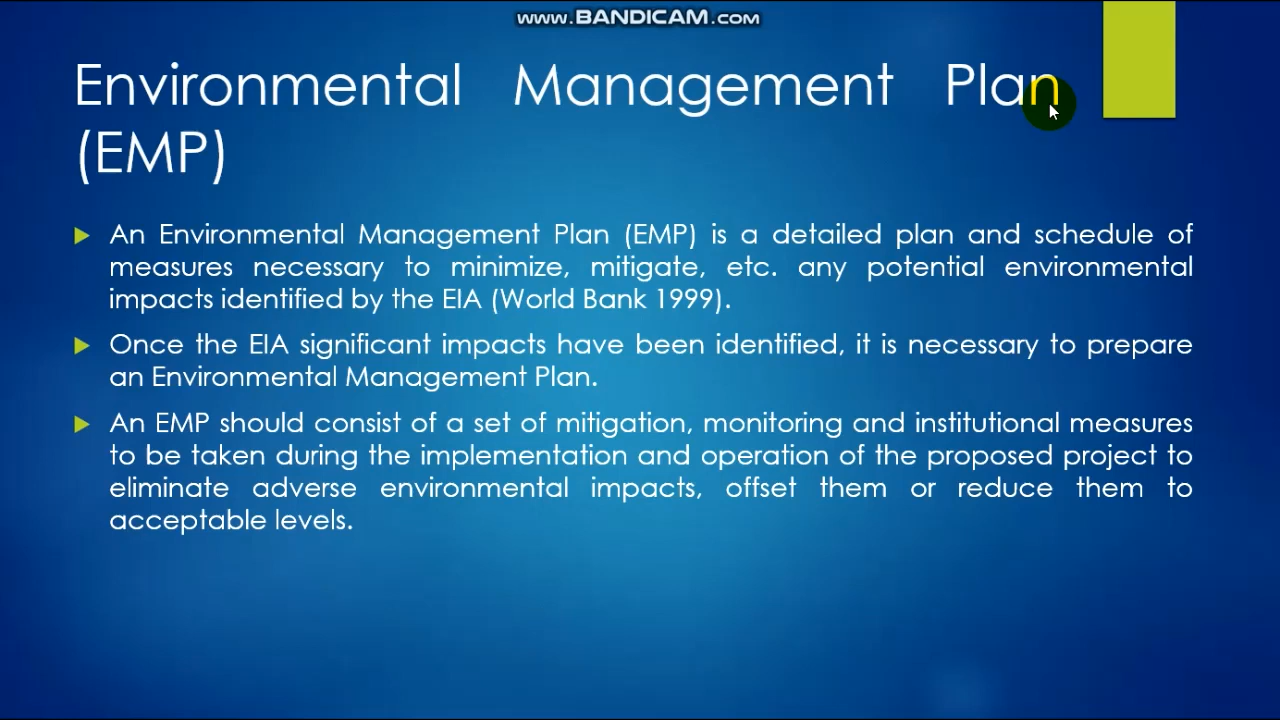 www.BANDICAM.com
Environmental Management Plan
(EMP)
An Environmental Management Plan (EMP) is a detailed plan and schedule of
measures necessary to minimize, mitigate, etc. any potential environmental
impacts identified by the EIA (World Bank 1999).
Once the EIA significant impacts have been identified, it is necessary to prepare
an Environmental Management Plan.
An EMP should consist of a set of mitigation, monitoring and institutional measures
to be taken during the implementation and operation of the proposed project to
eliminate adverse environmental impacts, offset them or reduce them to
acceptable levels.